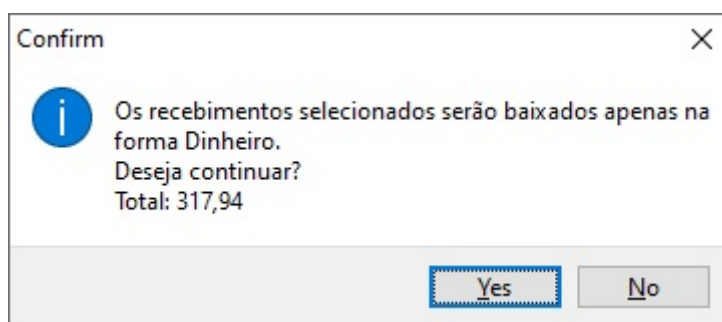 Confirm
Os recebimentos selecionados serão baixados apenas na
forma Dinheiro.
Deseja continuar?
Total: 317,94
Yes
No